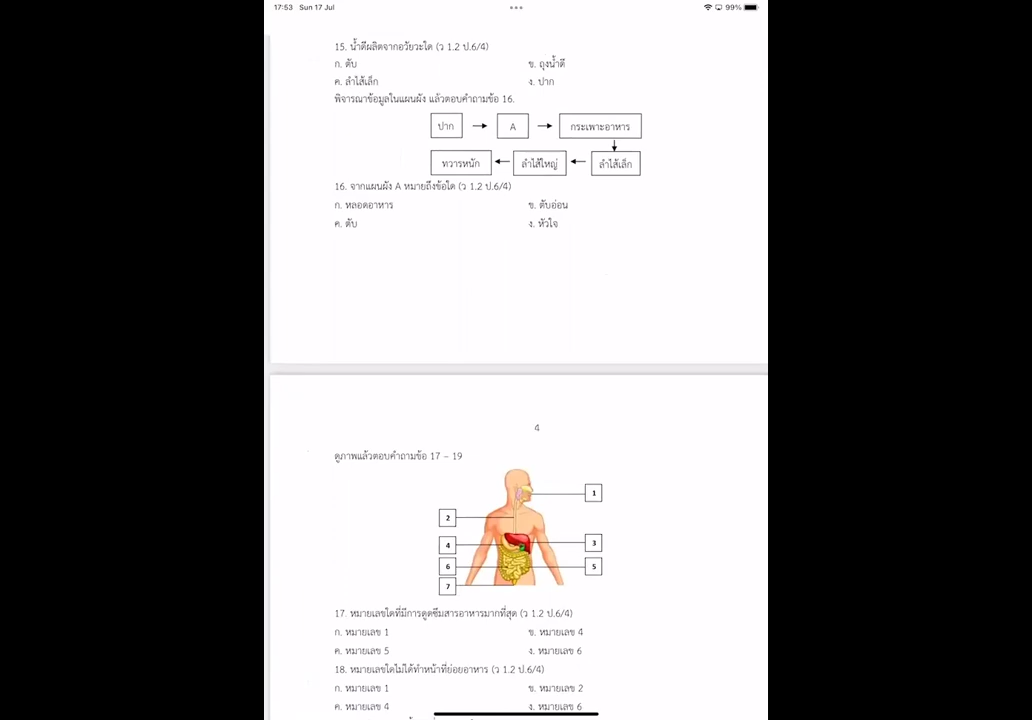 17:53 Sun 17 Jul
99%
15. น้ำดีผลิตจากอวัยวะใด (ว 1.2 ป.6/4)
ก. ตับ ข. ถุงน้ำดี
ค. ลำไส้เล็ก ง. ปาก
พิจารณาข้อมูลในแผนผัง แล้วตอบคำถามข้อ 16.
ปาก A กระเพาะอาหาร
ทวารหนัก ลำไส้ใหญ่ ลำไส้เล็ก
16. จากแผนผัง A หมายถึงข้อใด (ว 1.2 ป.6/4)
ก. หลอดอาหาร ข. ตับอ่อน
ค. ตับ ง. หัวใจ
4
ดูภาพแล้วตอบคำถามข้อ 17 – 19
1
2
4 3
6 5
7
17. หมายเลขใดที่มีการดูดซึมสารอาหารมากที่สุด (ว 1.2 ป.6/4)
ก. หมายเลข 1 ข. หมายเลข 4
ค. หมายเลข 5 ง. หมายเลข 6
18. หมายเลขใดไม่ได้ทำหน้าที่ย่อยอาหาร (ว 1.2 ป.6/4)
ก. หมายเลข 1 ข. หมายเลข 2
ค. หมายเลข 4 ง. หมายเลข 6